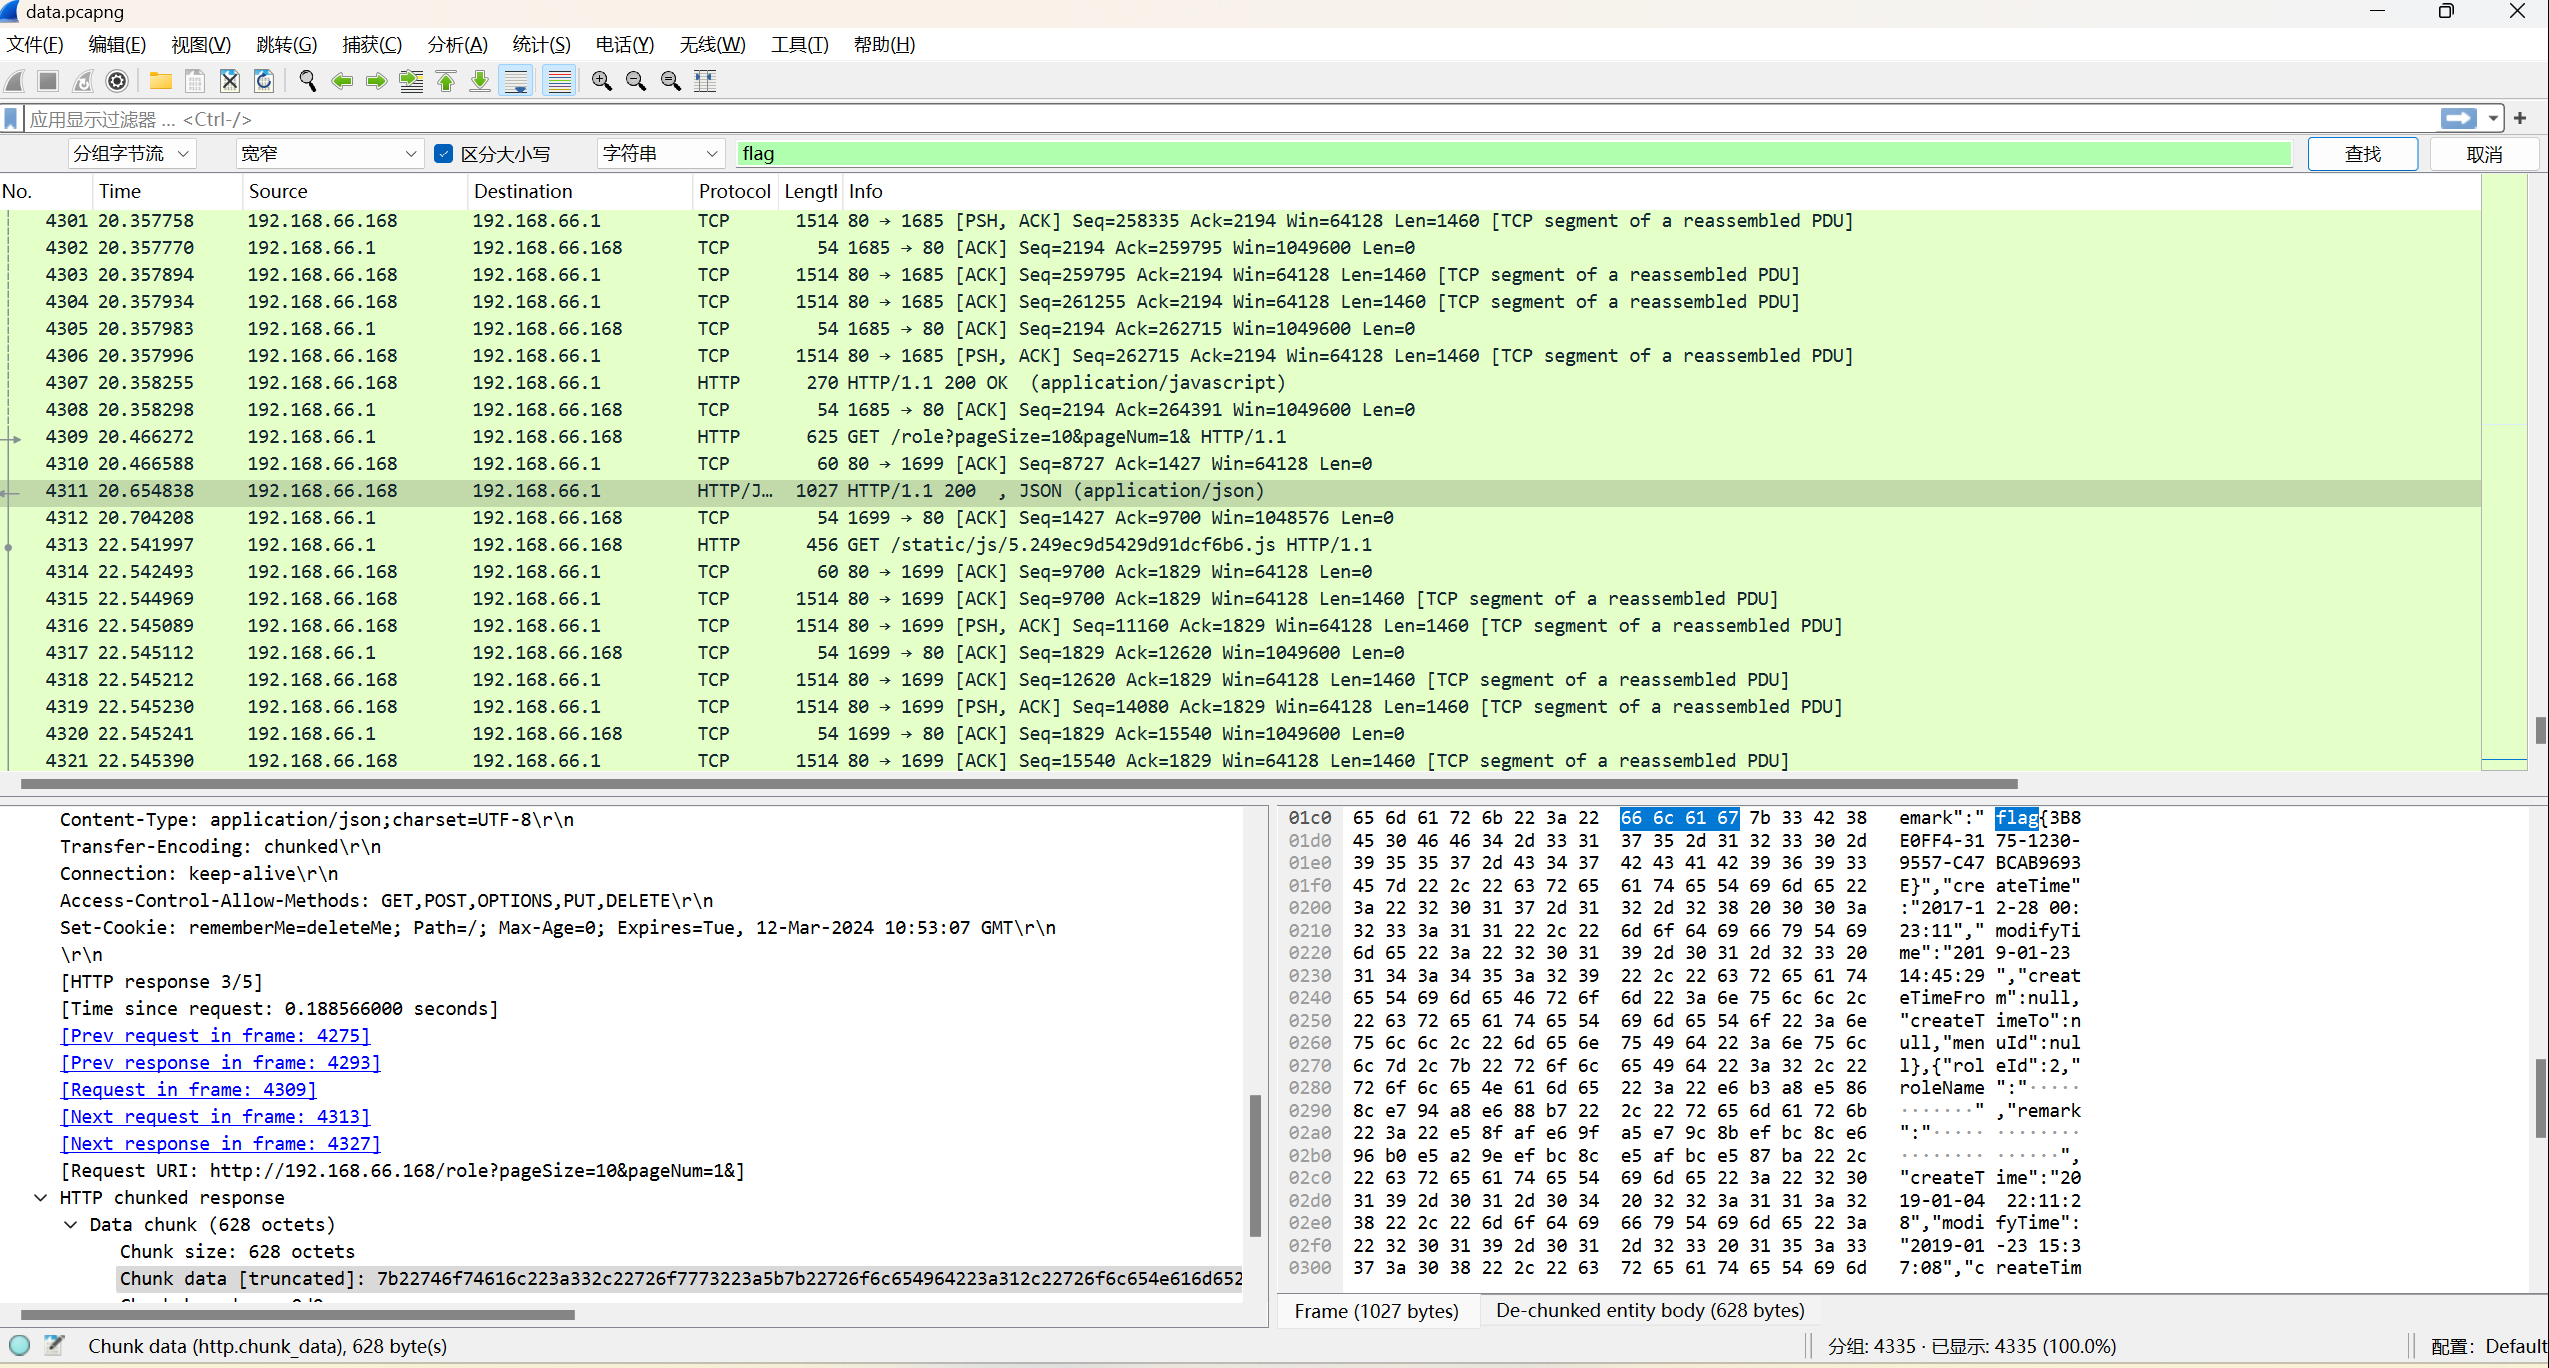 data.pcapng
文件(F) 编辑(E) 视图(V) 跳转(G) 捕获(C) 分析(A) 统计(S) 电话(Y) 无线(W) 工具(T) 帮助(H)
应用显示过滤器 … <Ctrl-/>
分组字节流 宽窄 区分大小写 字符串 flag 查找 取消
No. Time Source Destination Protocol Lengtl Info
4301 20.357758 192.168.66.168 192.168.66.1 TCP 1514 80 → 1685 [PSH, ACK] Seq=258335 Ack=2194 Win=64128 Len=1460 [TCP segment of a reassembled PDU]
4302 20.357770 192.168.66.1 192.168.66.168 TCP 54 1685 → 80 [ACK] Seq=2194 Ack=259795 Win=1049600 Len=0
4303 20.357894 192.168.66.168 192.168.66.1 TCP 1514 80 → 1685 [ACK] Seq=259795 Ack=2194 Win=64128 Len=1460 [TCP segment of a reassembled PDU]
4304 20.357934 192.168.66.168 192.168.66.1 TCP 1514 80 → 1685 [ACK] Seq=261255 Ack=2194 Win=64128 Len=1460 [TCP segment of a reassembled PDU]
4305 20.357983 192.168.66.1 192.168.66.168 TCP 54 1685 → 80 [ACK] Seq=2194 Ack=262715 Win=1049600 Len=0
4306 20.357996 192.168.66.168 192.168.66.1 TCP 1514 80 → 1685 [PSH, ACK] Seq=262715 Ack=2194 Win=64128 Len=1460 [TCP segment of a reassembled PDU]
4307 20.358255 192.168.66.168 192.168.66.1 HTTP 270 HTTP/1.1 200 OK  (application/javascript)
4308 20.358298 192.168.66.1 192.168.66.168 TCP 54 1685 → 80 [ACK] Seq=2194 Ack=264391 Win=1049600 Len=0
4309 20.466272 192.168.66.1 192.168.66.168 HTTP 625 GET /role?pageSize=10&pageNum=1& HTTP/1.1
4310 20.466588 192.168.66.168 192.168.66.1 TCP 60 80 → 1699 [ACK] Seq=8727 Ack=1427 Win=64128 Len=0
4311 20.654838 192.168.66.168 192.168.66.1 HTTP/J… 1027 HTTP/1.1 200  , JSON (application/json)
4312 20.704208 192.168.66.1 192.168.66.168 TCP 54 1699 → 80 [ACK] Seq=1427 Ack=9700 Win=1048576 Len=0
4313 22.541997 192.168.66.1 192.168.66.168 HTTP 456 GET /static/js/5.249ec9d5429d91dcf6b6.js HTTP/1.1
4314 22.542493 192.168.66.168 192.168.66.1 TCP 60 80 → 1699 [ACK] Seq=9700 Ack=1829 Win=64128 Len=0
4315 22.544969 192.168.66.168 192.168.66.1 TCP 1514 80 → 1699 [ACK] Seq=9700 Ack=1829 Win=64128 Len=1460 [TCP segment of a reassembled PDU]
4316 22.545089 192.168.66.168 192.168.66.1 TCP 1514 80 → 1699 [PSH, ACK] Seq=11160 Ack=1829 Win=64128 Len=1460 [TCP segment of a reassembled PDU]
4317 22.545112 192.168.66.1 192.168.66.168 TCP 54 1699 → 80 [ACK] Seq=1829 Ack=12620 Win=1049600 Len=0
4318 22.545212 192.168.66.168 192.168.66.1 TCP 1514 80 → 1699 [ACK] Seq=12620 Ack=1829 Win=64128 Len=1460 [TCP segment of a reassembled PDU]
4319 22.545230 192.168.66.168 192.168.66.1 TCP 1514 80 → 1699 [PSH, ACK] Seq=14080 Ack=1829 Win=64128 Len=1460 [TCP segment of a reassembled PDU]
4320 22.545241 192.168.66.1 192.168.66.168 TCP 54 1699 → 80 [ACK] Seq=1829 Ack=15540 Win=1049600 Len=0
4321 22.545390 192.168.66.168 192.168.66.1 TCP 1514 80 → 1699 [ACK] Seq=15540 Ack=1829 Win=64128 Len=1460 [TCP segment of a reassembled PDU]
Content-Type: application/json;charset=UTF-8\r\n
Transfer-Encoding: chunked\r\n
Connection: keep-alive\r\n
Access-Control-Allow-Methods: GET,POST,OPTIONS,PUT,DELETE\r\n
Set-Cookie: rememberMe=deleteMe; Path=/; Max-Age=0; Expires=Tue, 12-Mar-2024 10:53:07 GMT\r\n
\r\n
[HTTP response 3/5]
[Time since request: 0.188566000 seconds]
[Prev request in frame: 4275]
[Prev response in frame: 4293]
[Request in frame: 4309]
[Next request in frame: 4313]
[Next response in frame: 4327]
[Request URI: http://192.168.66.168/role?pageSize=10&pageNum=1&]
HTTP chunked response
Data chunk (628 octets)
Chunk size: 628 octets
Chunk data [truncated]: 7b22746f74616c223a332c22726f7773223a5b7b22726f6c654964223a312c22726f6c654e616d652
01c0 65 6d 61 72 6b 22 3a 22 66 6c 61 67 7b 33 42 38 emark":" flag{3B8
01d0 45 30 46 46 34 2d 33 31 37 35 2d 31 32 33 30 2d E0FF4-31 75-1230-
01e0 39 35 35 37 2d 43 34 37 42 43 41 42 39 36 39 33 9557-C47 BCAB9693
01f0 45 7d 22 2c 22 63 72 65 61 74 65 54 69 6d 65 22 E}","cre ateTime"
0200 3a 22 32 30 31 37 2d 31 32 2d 32 38 20 30 30 3a :"2017-1 2-28 00:
0210 32 33 3a 31 31 22 2c 22 6d 6f 64 69 66 79 54 69 23:11"," modifyTi
0220 6d 65 22 3a 22 32 30 31 39 2d 30 31 2d 32 33 20 me":"201 9-01-23
0230 31 34 3a 34 35 3a 32 39 22 2c 22 63 72 65 61 74 14:45:29 ","creat
0240 65 54 69 6d 65 46 72 6f 6d 22 3a 6e 75 6c 6c 2c eTimeFro m":null,
0250 22 63 72 65 61 74 65 54 69 6d 65 54 6f 22 3a 6e "createT imeTo":n
0260 75 6c 6c 2c 22 6d 65 6e 75 49 64 22 3a 6e 75 6c ull,"men uId":nul
0270 6c 7d 2c 7b 22 72 6f 6c 65 49 64 22 3a 32 2c 22 l},{"rol eId":2,"
0280 72 6f 6c 65 4e 61 6d 65 22 3a 22 e6 b3 a8 e5 86 roleName ":"·····
0290 8c e7 94 a8 e6 88 b7 22 2c 22 72 65 6d 61 72 6b ·······" ,"remark
02a0 22 3a 22 e5 8f af e6 9f a5 e7 9c 8b ef bc 8c e6 ":"····· ········
02b0 96 b0 e5 a2 9e ef bc 8c e5 af bc e5 87 ba 22 2c ········ ······",
02c0 22 63 72 65 61 74 65 54 69 6d 65 22 3a 22 32 30 "createT ime":"20
02d0 31 39 2d 30 31 2d 30 34 20 32 32 3a 31 31 3a 32 19-01-04  22:11:2
02e0 38 22 2c 22 6d 6f 64 69 66 79 54 69 6d 65 22 3a 8","modi fyTime":
02f0 22 32 30 31 39 2d 30 31 2d 32 33 20 31 35 3a 33 "2019-01 -23 15:3
0300 37 3a 30 38 22 2c 22 63 72 65 61 74 65 54 69 6d 7:08","c reateTim
Frame (1027 bytes) De-chunked entity body (628 bytes)
Chunk data (http.chunk_data), 628 byte(s) 分组: 4335 · 已显示: 4335 (100.0%) 配置: Default